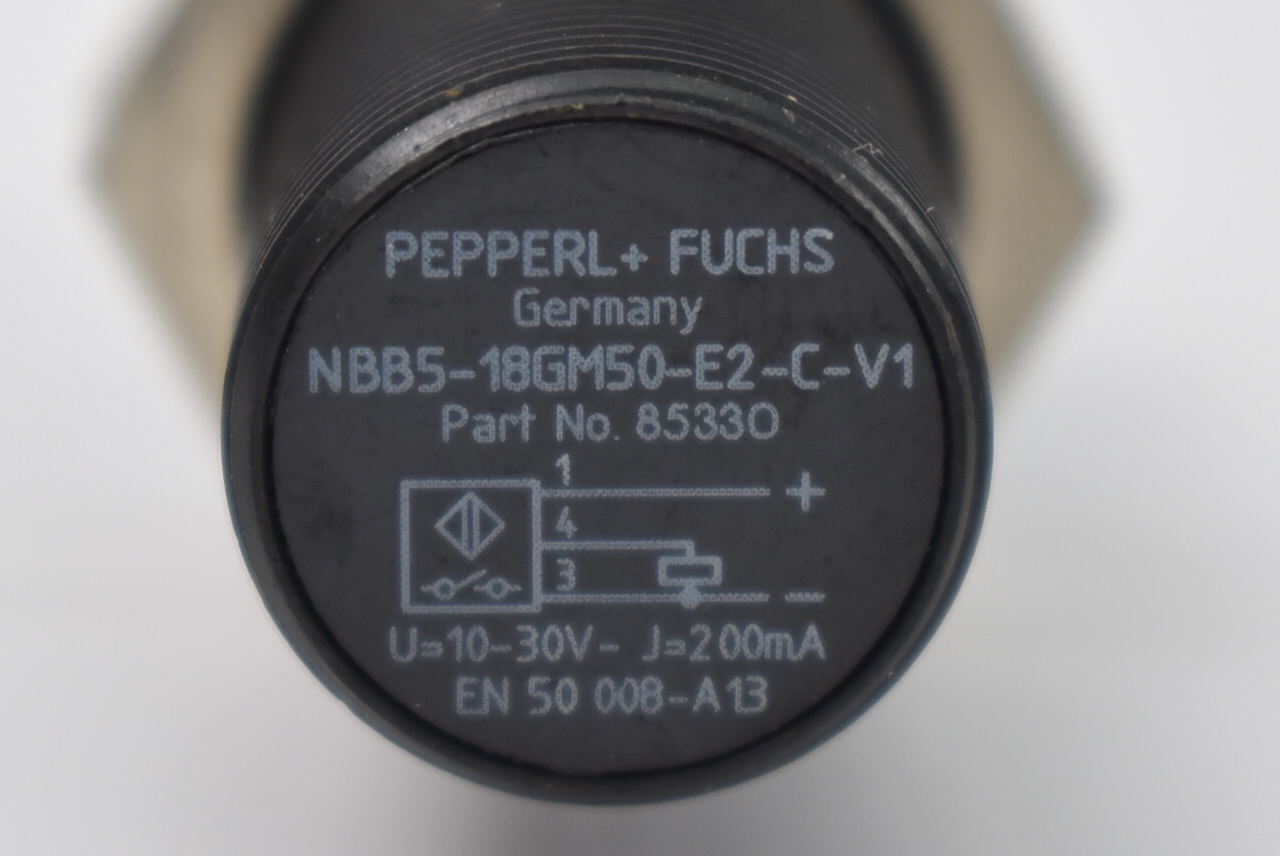 PEPPERL+ FUCHS
Germany
NBB5-18GM50-E2-C-V1
Part No. 85330
1
+
4
3
-
U=10-30V- J=200mA
EN 50 008-A13